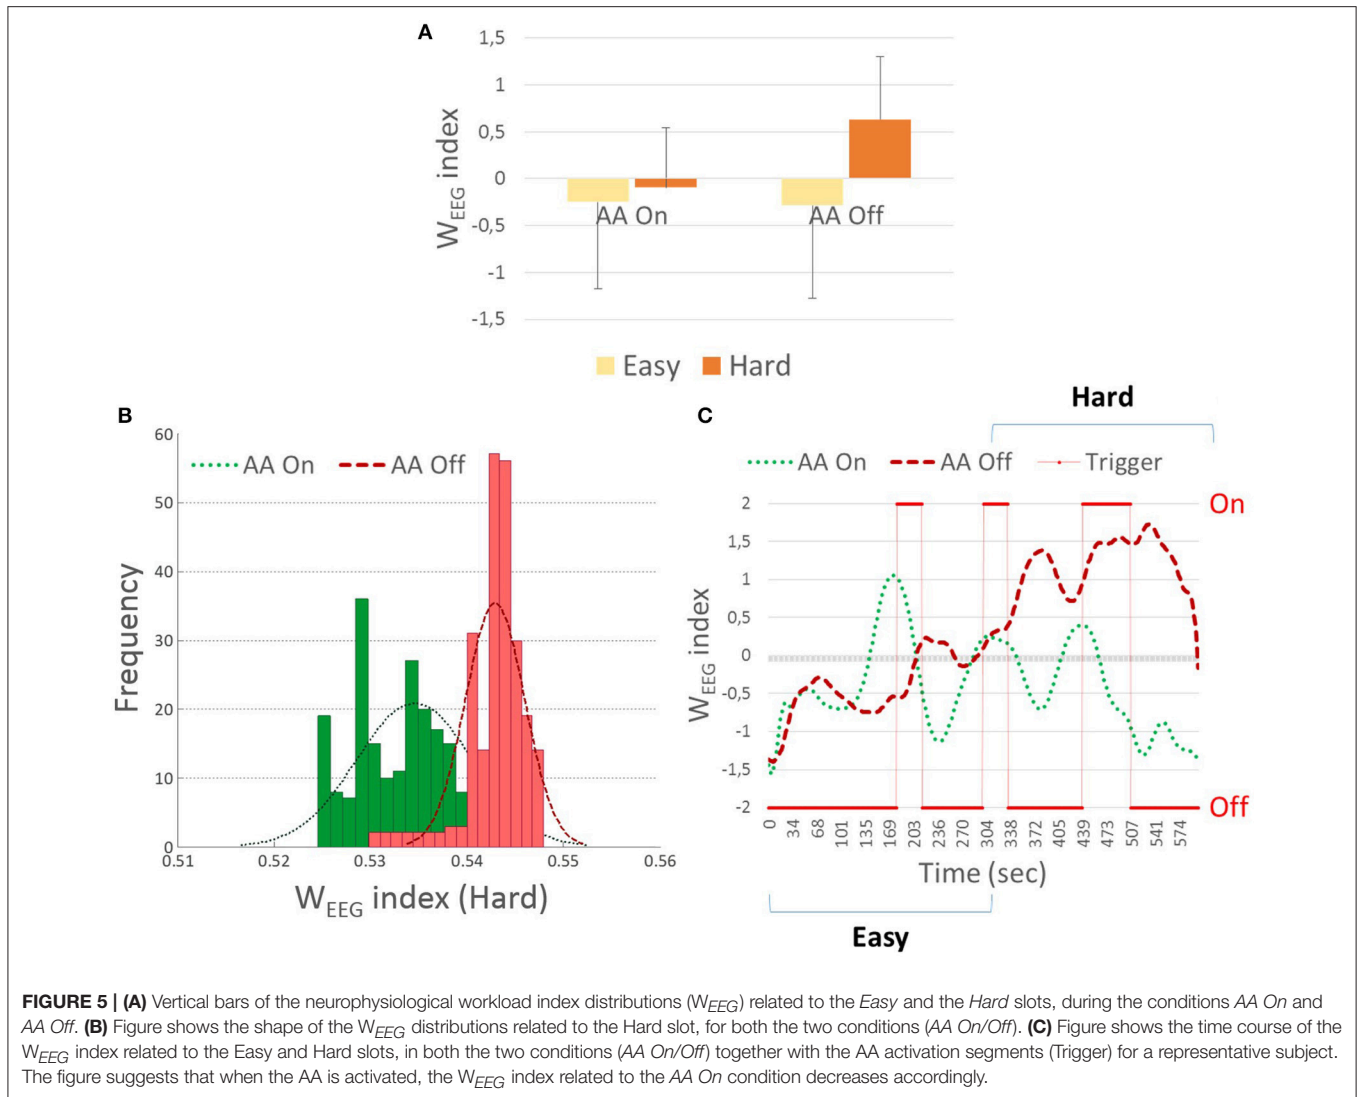 A
1,5
1
0,5
0
-0,5
-1
-1,5
W_EEG index
AA On
AA Off
Easy
Hard
B
60
50
40
30
20
10
0
Frequency
AA On
AA Off
0.51
0.52
0.53
0.54
0.55
0.56
W_EEG index (Hard)
C
Hard
AA On
AA Off
Trigger
2
1,5
1
0,5
0
-0,5
-1
-1,5
-2
W_EEG index
On
Off
0
34
68
101
135
169
203
236
270
304
338
372
405
439
473
507
541
574
Time (sec)
Easy
FIGURE 5 | (A) Vertical bars of the neurophysiological workload index distributions (W_EEG) related to the Easy and the Hard slots, during the conditions AA On and
AA Off. (B) Figure shows the shape of the W_EEG distributions related to the Hard slot, for both the two conditions (AA On/Off). (C) Figure shows the time course of the
W_EEG index related to the Easy and Hard slots, in both the two conditions (AA On/Off) together with the AA activation segments (Trigger) for a representative subject.
The figure suggests that when the AA is activated, the W_EEG index related to the AA On condition decreases accordingly.